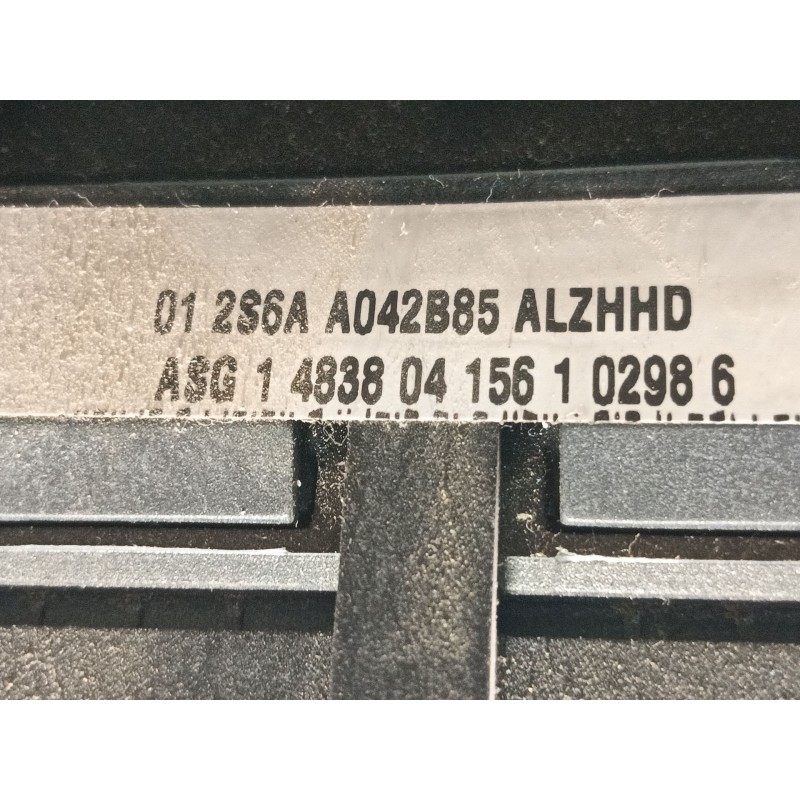 01 2S6A A042B85 ALZHHD
ASG 1 4838 04 156 1 0298 6